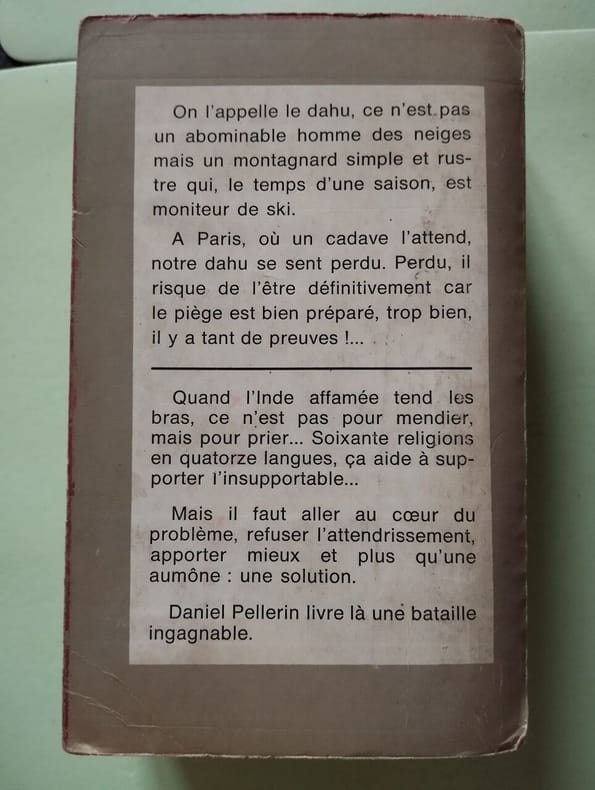 On l'appelle le dahu, ce n'est pas
un abominable homme des neiges
mais un montagnard simple et rus-
tre qui, le temps d'une saison, est
moniteur de ski.
A Paris, où un cadave l'attend,
notre dahu se sent perdu. Perdu, il
risque de l'être définitivement car
le piège est bien préparé, trop bien,
il y a tant de preuves !...
Quand l'Inde affamée tend les
bras, ce n'est pas pour mendier,
mais pour prier... Soixante religions
en quatorze langues, ça aide à sup-
porter l'insupportable...
Mais il faut aller au cœur du
problème, refuser l'attendrissement,
apporter mieux et plus qu'une
aumône : une solution.
Daniel Pellerin livre là une bataille
ingagnable.